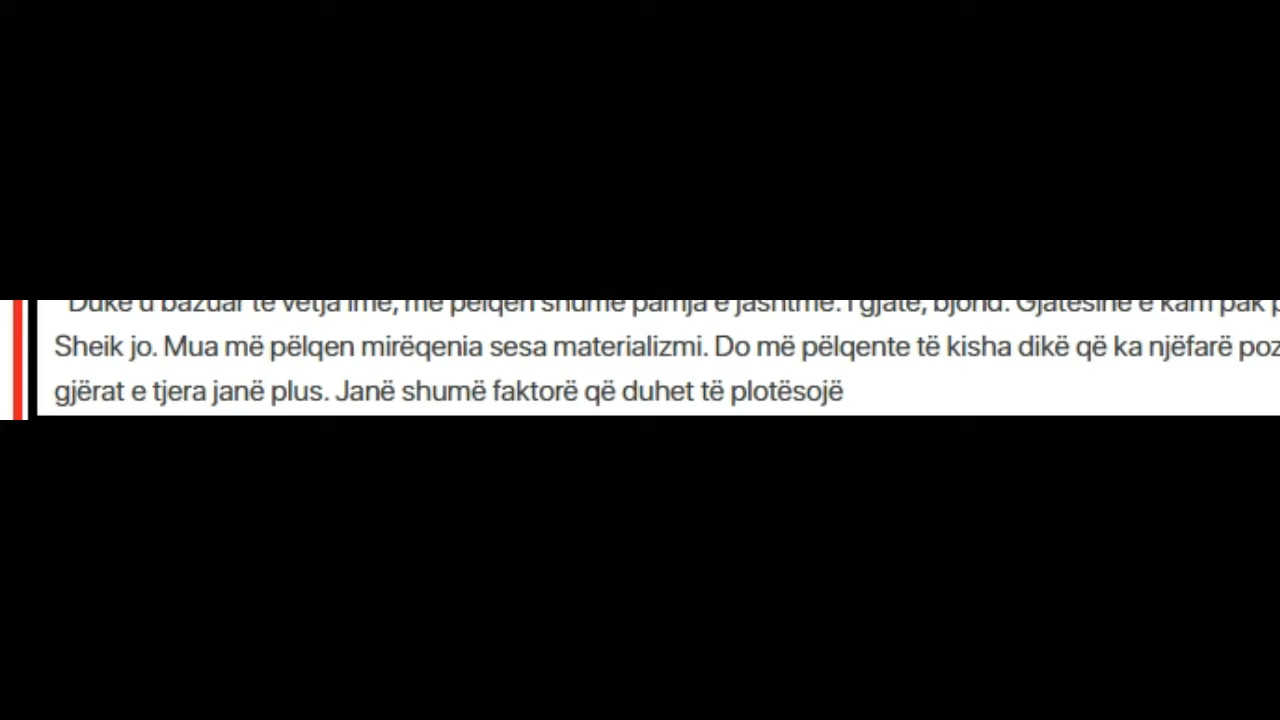 Duke u bazuar te vetja ime, më pëlqen shumë pamja e jashtme. I gjatë, bjond. Gjatësinë e kam pak
Sheik jo. Mua më pëlqen mirëqenia sesa materializmi. Do më pëlqente të kisha dikë që ka njëfarë poz
gjërat e tjera janë plus. Janë shumë faktorë që duhet të plotësojë